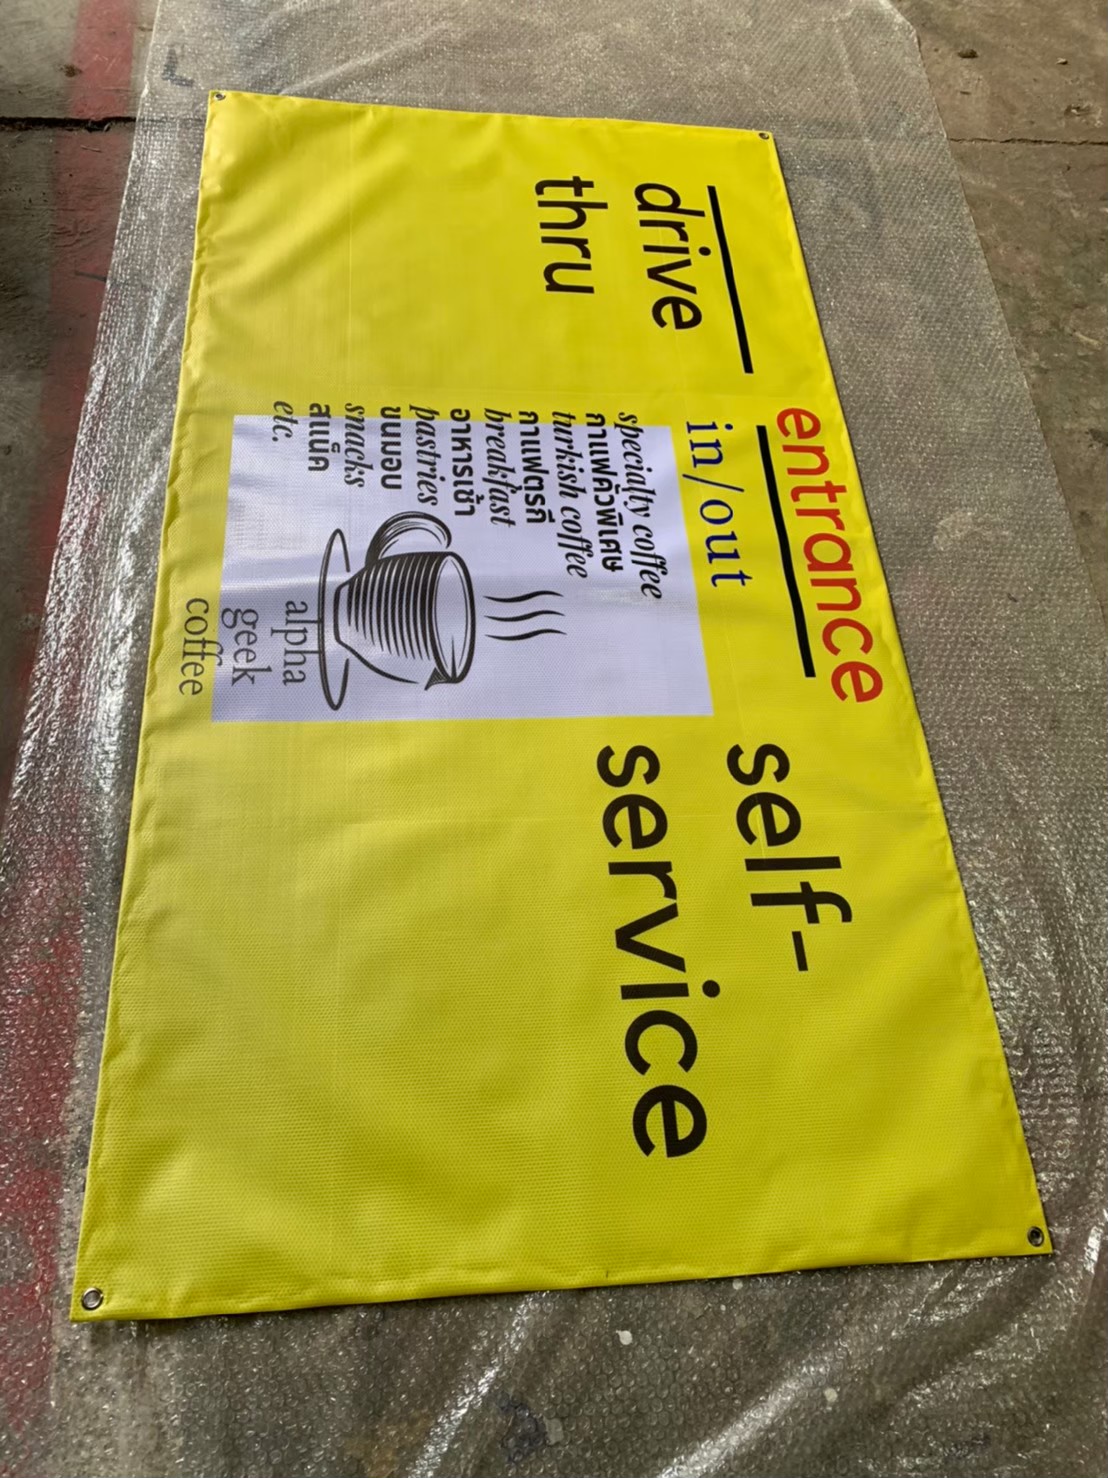 entrance
drive
thru
in/out
specialty coffee
กาแฟคั่วพิเศษ
turkish coffee
กาแฟตุรกี
breakfast
อาหารเช้า
pastries
ขนมอบ
snacks
สแน็ค
etc.
alpha
geek
coffee
self-
service